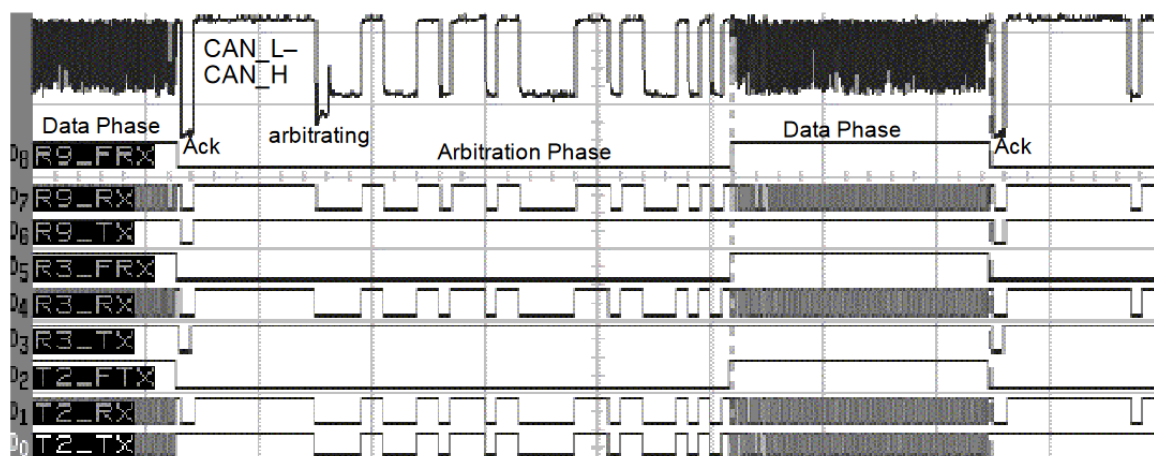 CAN_L–
CAN_H
Data Phase
Ack
arbitrating
Arbitration Phase
Data Phase
Ack
D8 R9_FRX
D7 R9_RX
D6 R9_TX
D5 R3_FRX
D4 R3_RX
D3 R3_TX
D2 T2_FTX
D1 T2_RX
D0 T2_TX